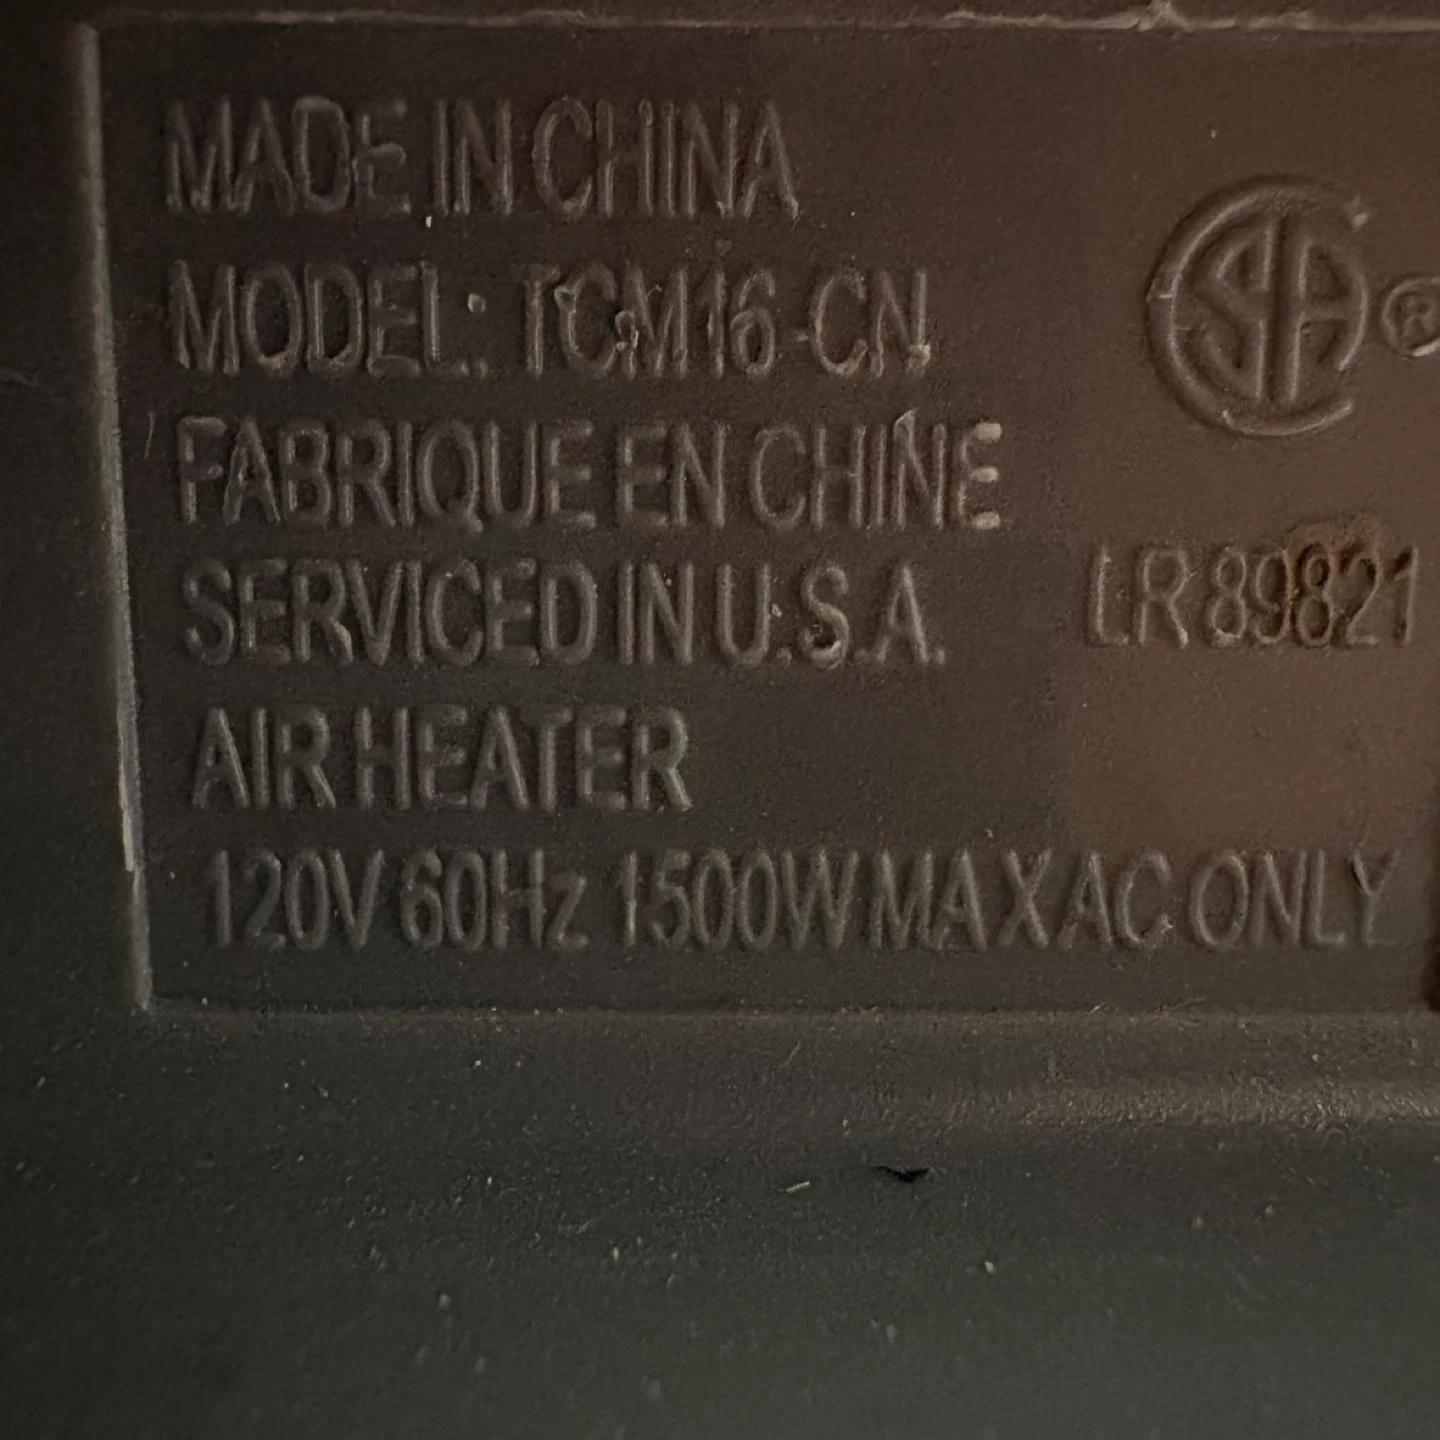 MADE IN CHINA
MODEL: TCM16-CN
FABRIQUE EN CHINE
SERVICED IN U.S.A.
AIR HEATER
120V 60Hz 1500W MAX AC ONLY
SA ®
LR 89821